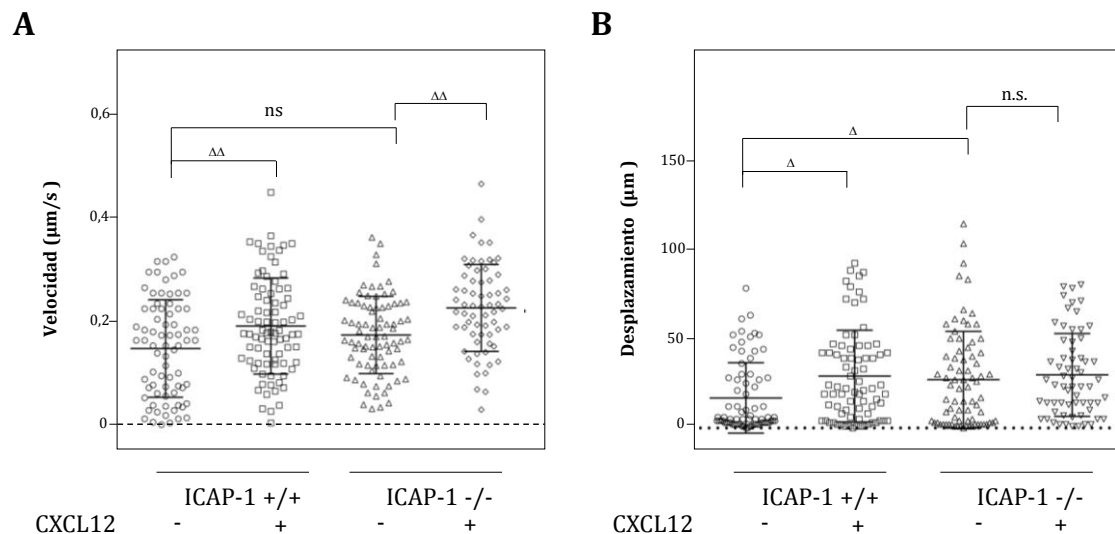 A
Velocidad (µm/s )
0,6
0,4
0,2
0
ns
ΔΔ
ΔΔ
ICAP-1 +/+ ICAP-1 -/-
CXCL12 - + - +
B
Desplazamiento (µm)
150
100
50
0
n.s.
Δ
Δ
ICAP-1 +/+ ICAP-1 -/-
CXCL12 - + - +